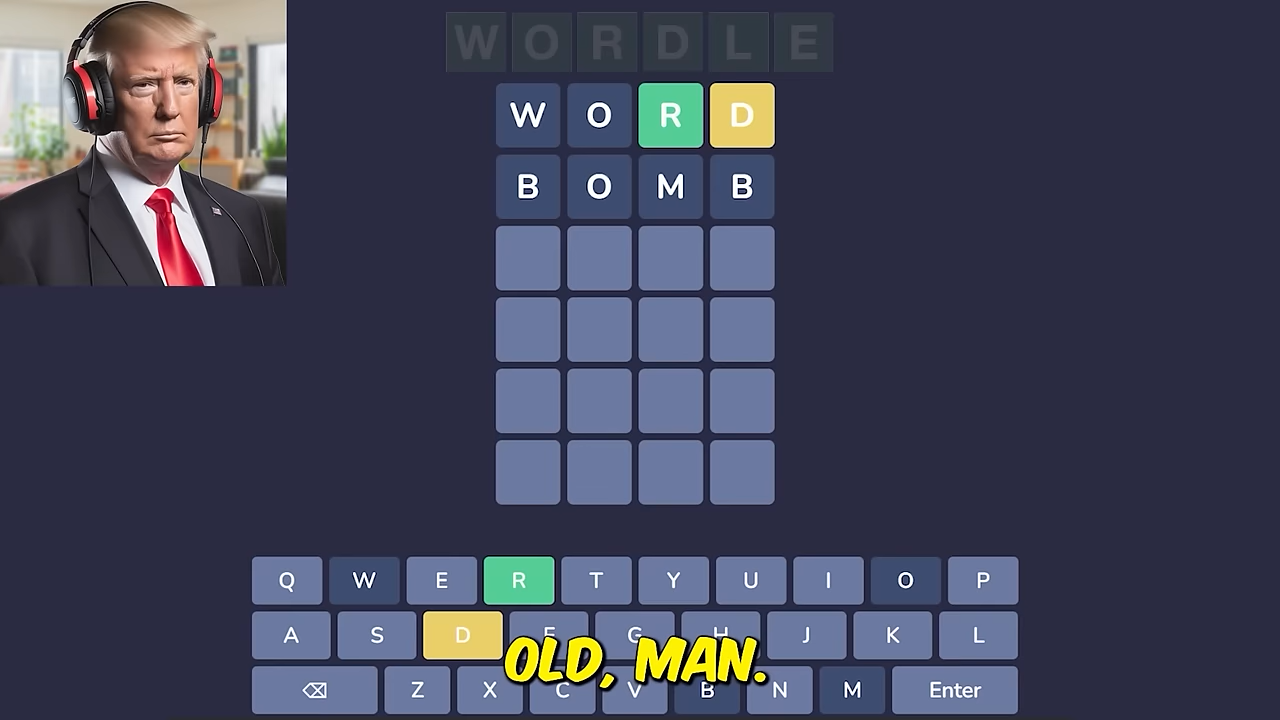 WORDLE
WORD
BOMB
Q W E R T Y U I O P
A S D F G H J K L
⌫ Z X C V B N M Enter
OLD, MAN.